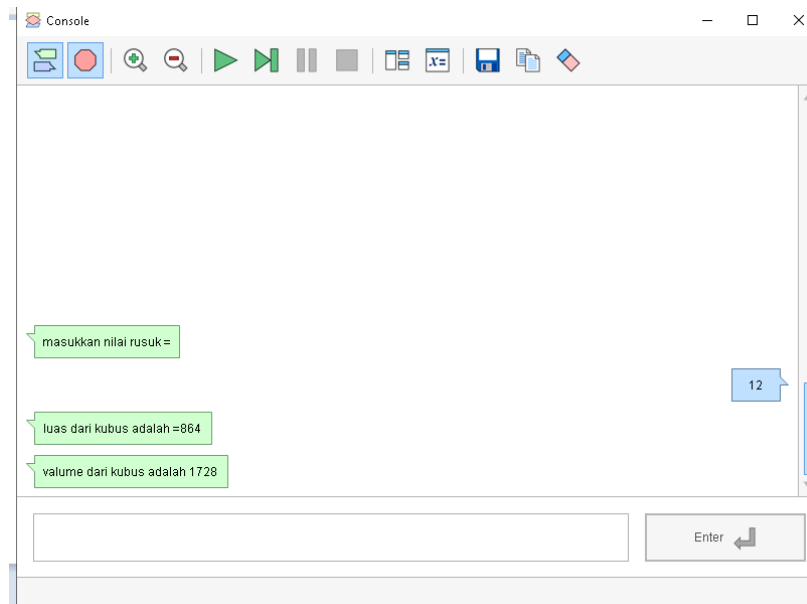 Console
x=
masukkan nilai rusuk =
12
luas dari kubus adalah =864
valume dari kubus adalah 1728
Enter